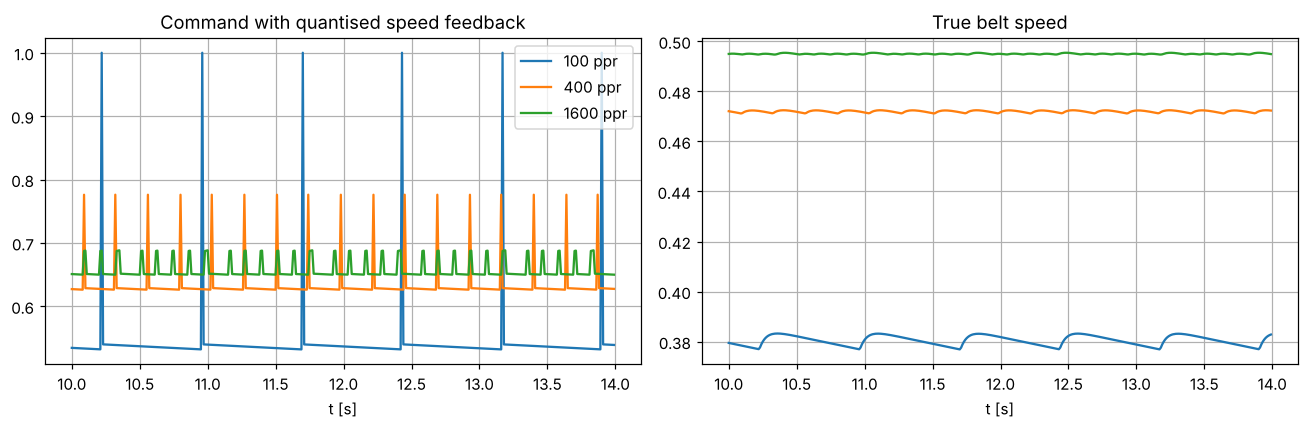 Command with quantised speed feedback
1.0
0.9
0.8
0.7
0.6
100 ppr
400 ppr
1600 ppr
10.0 10.5 11.0 11.5 12.0 12.5 13.0 13.5 14.0
t [s]
True belt speed
0.50
0.48
0.46
0.44
0.42
0.40
0.38
10.0 10.5 11.0 11.5 12.0 12.5 13.0 13.5 14.0
t [s]